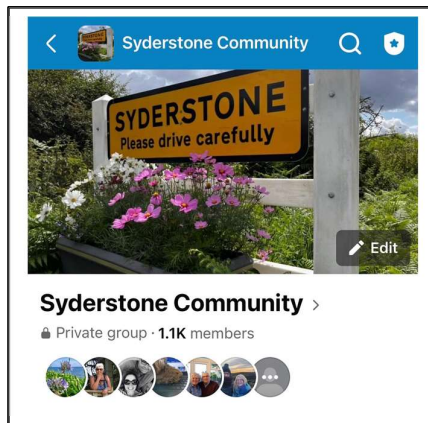 Syderstone Community
SYDERSTONE
Please drive carefully
Edit
Syderstone Community
Private group · 1.1K members